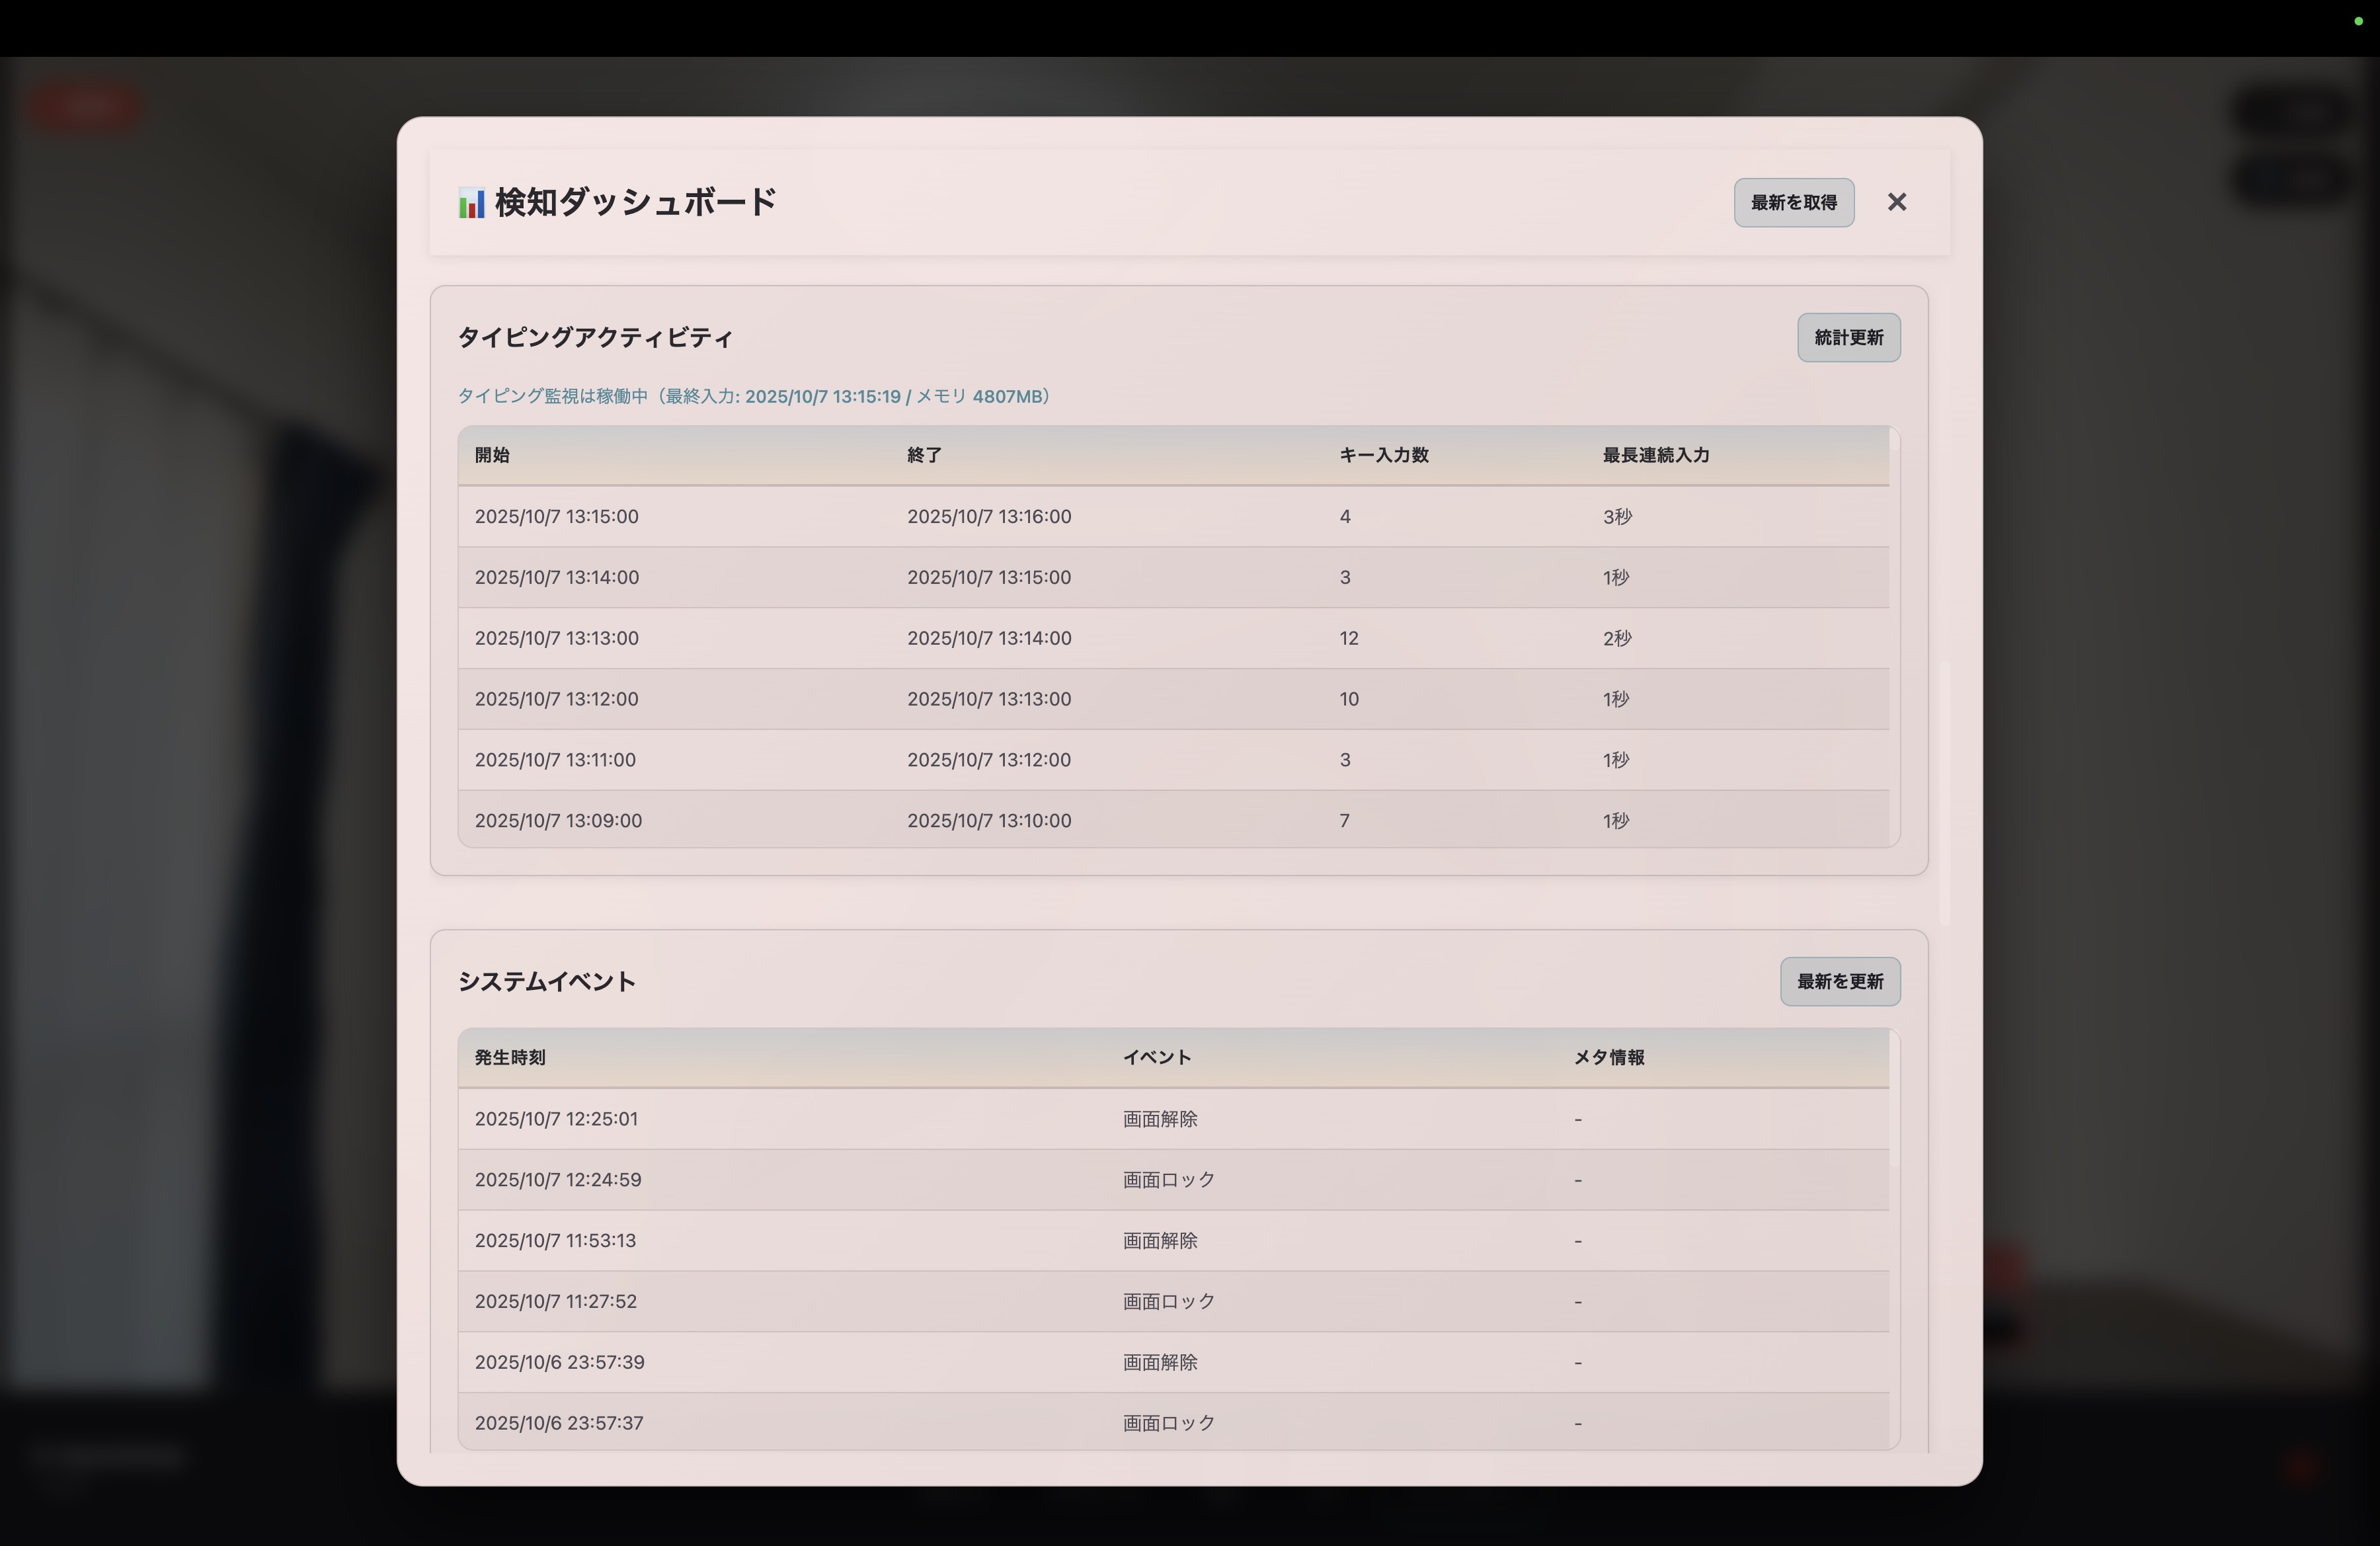 検知ダッシュボード
最新を取得
×
タイピングアクティビティ
統計更新
タイピング監視は稼働中（最終入力: 2025/10/7 13:15:19 / メモリ 4807MB）
開始 終了 キー入力数 最長連続入力
2025/10/7 13:15:00 2025/10/7 13:16:00 4 3秒
2025/10/7 13:14:00 2025/10/7 13:15:00 3 1秒
2025/10/7 13:13:00 2025/10/7 13:14:00 12 2秒
2025/10/7 13:12:00 2025/10/7 13:13:00 10 1秒
2025/10/7 13:11:00 2025/10/7 13:12:00 3 1秒
2025/10/7 13:09:00 2025/10/7 13:10:00 7 1秒
システムイベント
最新を更新
発生時刻 イベント メタ情報
2025/10/7 12:25:01 画面解除 -
2025/10/7 12:24:59 画面ロック -
2025/10/7 11:53:13 画面解除 -
2025/10/7 11:27:52 画面ロック -
2025/10/6 23:57:39 画面解除 -
2025/10/6 23:57:37 画面ロック -